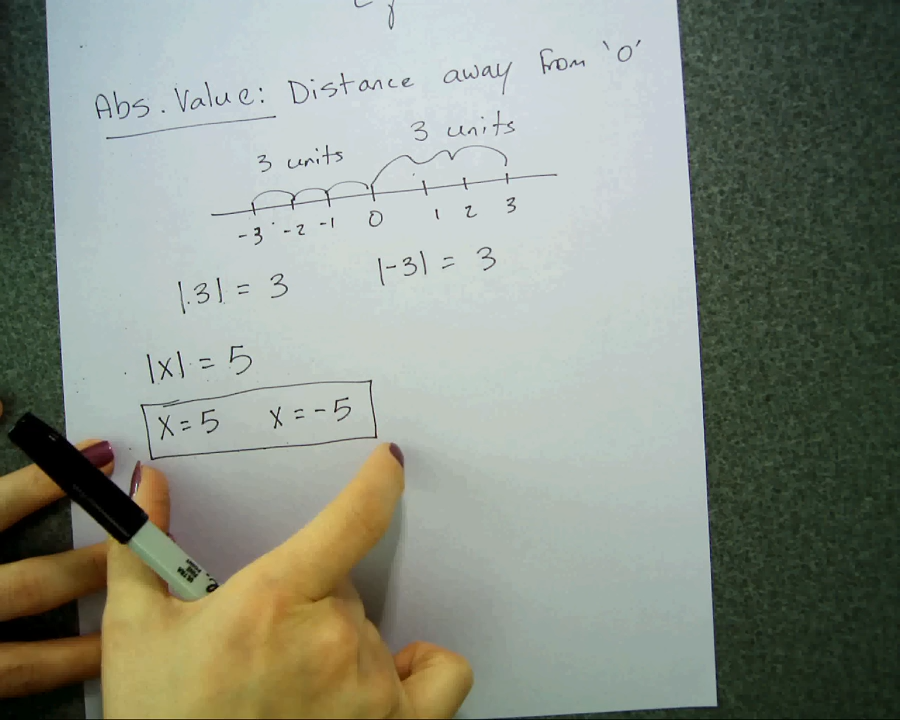 Abs. Value: Distance away from '0'
3 units 3 units
-3 -2 -1 0 1 2 3
|3| = 3 |-3| = 3
|x| = 5
x = 5 x = -5